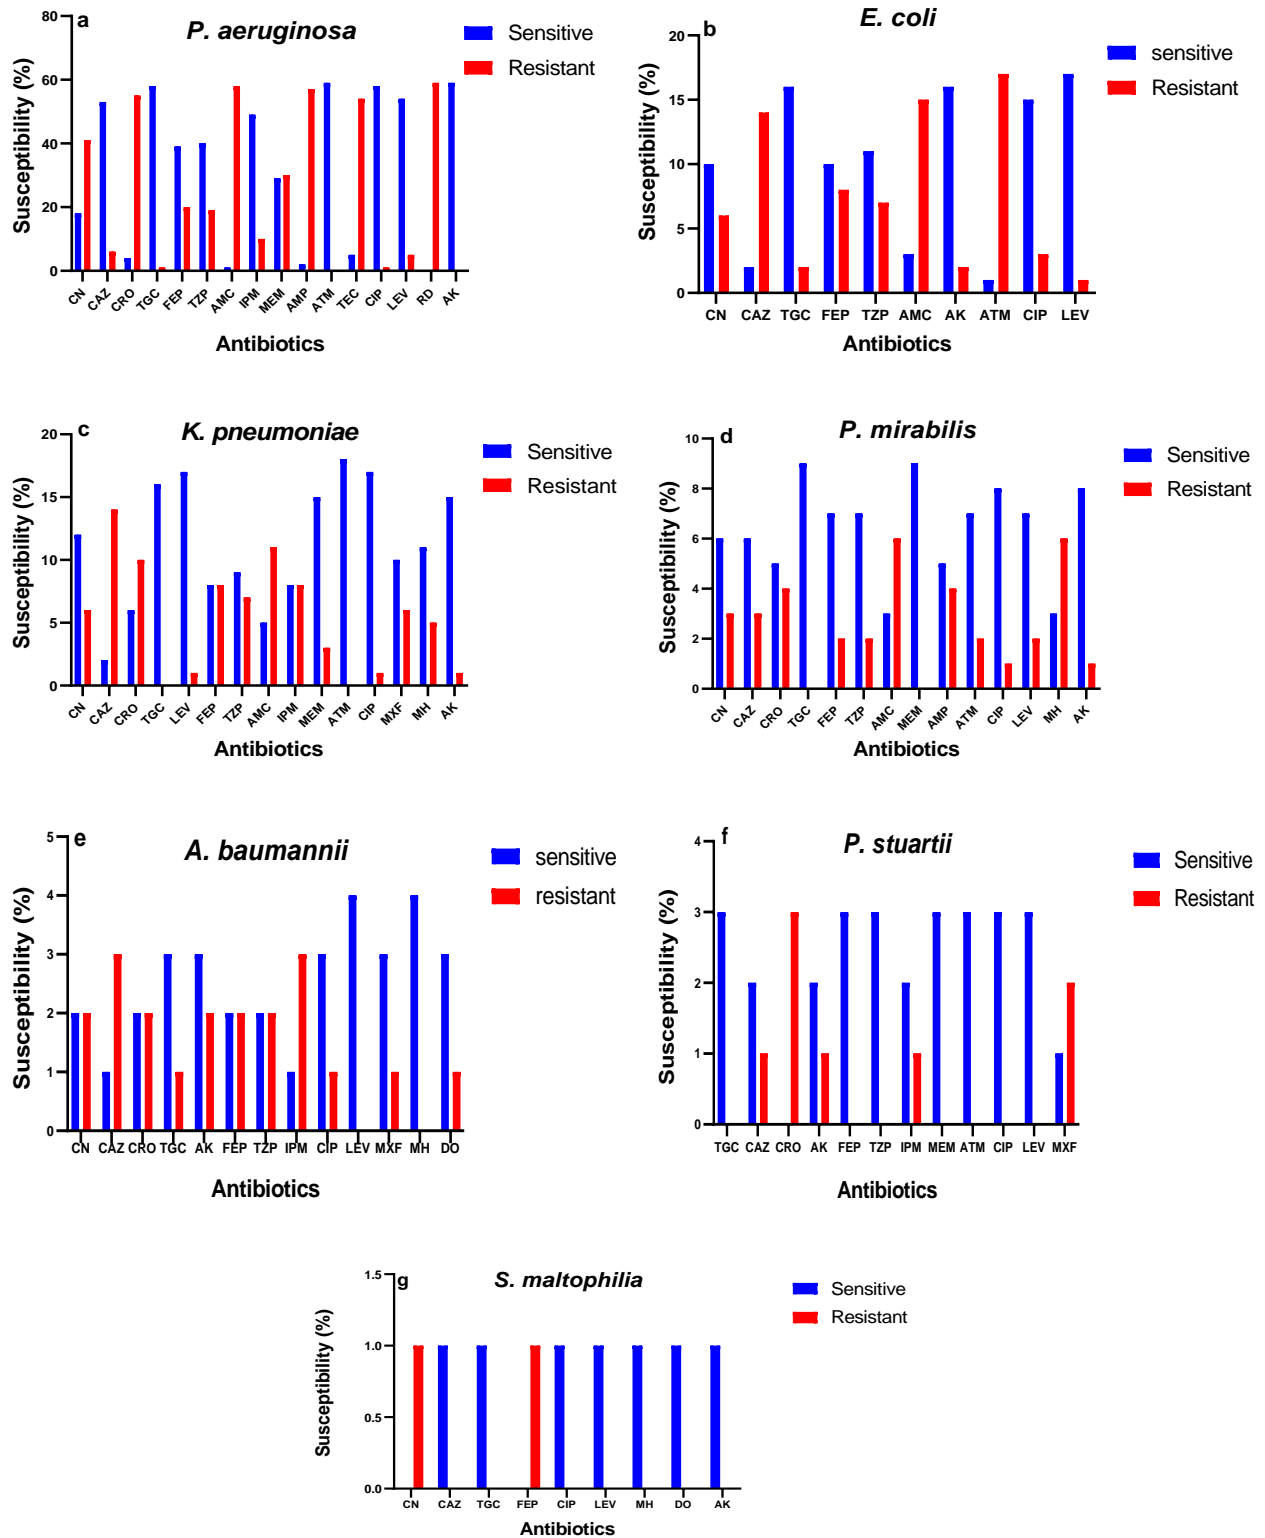 a
P. aeruginosa
Sensitive
Resistant
Susceptibility (%)
80
60
40
20
0
CN CAZ CRO TGC FEP TZP AMC IPM MEM AMP ATM TEC CIP LEV RD AK
Antibiotics
b
E. coli
sensitive
Resistant
Susceptibility (%)
20
15
10
5
0
CN CAZ TGC FEP TZP AMC AK ATM CIP LEV
Antibiotics
c
K. pneumoniae
Sensitive
Resistant
Susceptibility (%)
20
15
10
5
0
CN CAZ CRO TGC LEV FEP TZP AMC IPM MEM ATM CIP MXF MH AK
Antibiotics
d
P. mirabilis
Sensitive
Resistant
Susceptibility (%)
10
8
6
4
2
0
CN CAZ CRO TGC FEP TZP AMC MEM AMP ATM CIP LEV MH AK
Antibiotics
e
A. baumannii
sensitive
resistant
Susceptibility (%)
5
4
3
2
1
0
CN CAZ CRO TGC AK FEP TZP IPM CIP LEV MXF MH DO
Antibiotics
f
P. stuartii
Sensitive
Resistant
Susceptibility (%)
4
3
2
1
0
TGC CAZ CRO AK FEP TZP IPM MEM ATM CIP LEV MXF
Antibiotics
g
S. maltophilia
Sensitive
Resistant
Susceptibility (%)
1.5
1.0
0.5
0.0
CN CAZ TGC FEP CIP LEV MH DO AK
Antibiotics